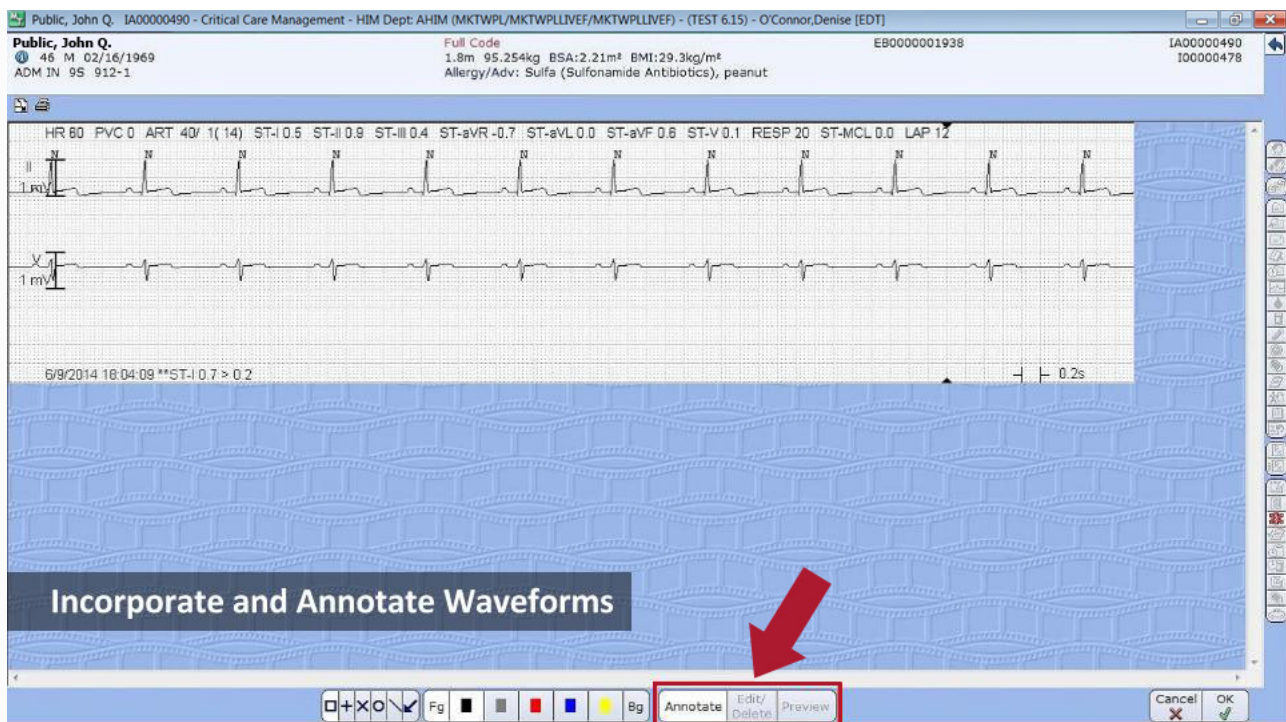 Public, John Q. IA00000490 - Critical Care Management - HIM Dept: AHIM (MKTWPL/MKTWPLLIVEF/MKTWPLLIVEF) - (TEST 6.15) - O'Connor,Denise [EDT]
Public, John Q. Full Code EB0000001938 IA00000490
46 M 02/16/1969 1.8m 95.254kg BSA:2.21m² BMI:29.3kg/m² I00000478
ADM IN 9S 912-1 Allergy/Adv: Sulfa (Sulfonamide Antibiotics), peanut
HR 60 PVC 0 ART 40/ 1( 14) ST-I 0.5 ST-II 0.9 ST-III 0.4 ST-aVR -0.7 ST-aVL 0.0 ST-aVF 0.6 ST-V 0.1 RESP 20 ST-MCL 0.0 LAP 12
N N N N N N N N N N N N
II
1 mV
V
1 mV
6/9/2014 18:04:09 **ST-I 0.7 > 0.2 0.2s
Incorporate and Annotate Waveforms
Fg Bg Annotate Edit/ Delete Preview Cancel OK